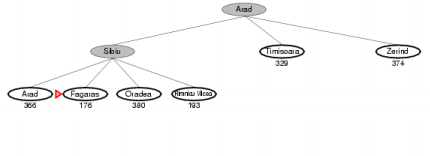 Arad
Sibiu Timisoara Zerind
329 374
Arad Fagaras Oradea Rimnicu Vilcea
366 176 380 193